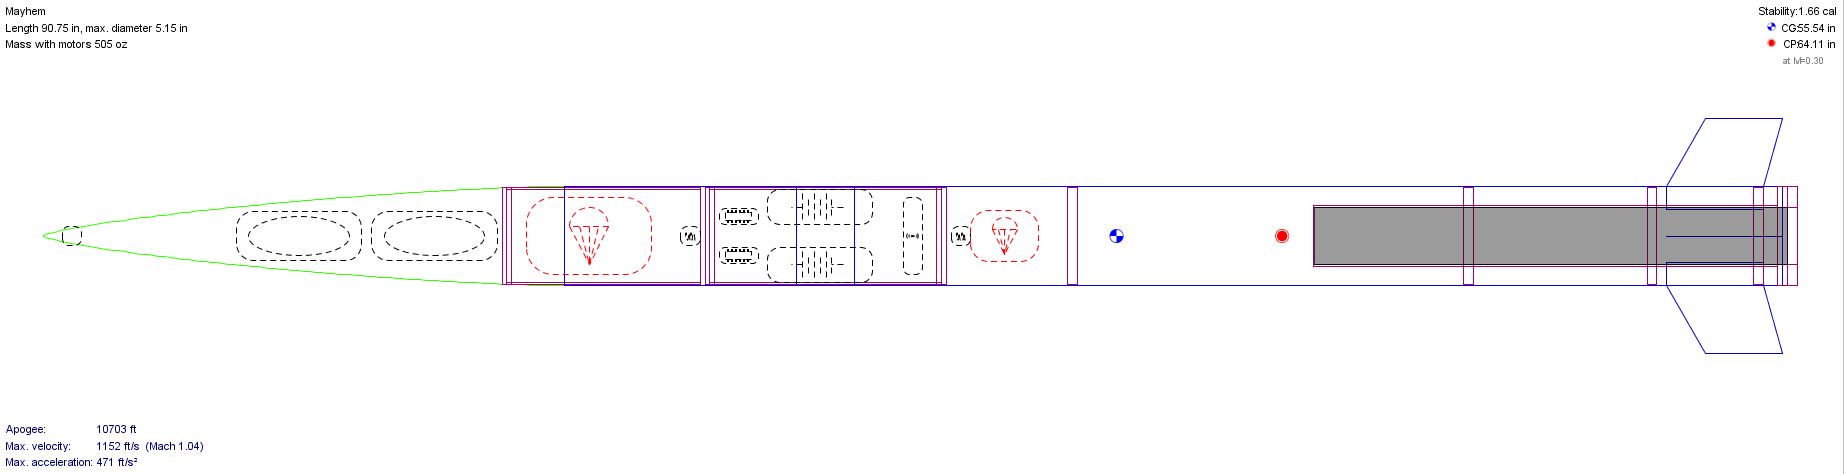 Mayhem
Length 90.75 in, max. diameter 5.15 in
Mass with motors 505 oz
Stability:1.66 cal
CG:55.54 in
CP:64.11 in
at M=0.30
Apogee: 10703 ft
Max. velocity: 1152 ft/s (Mach 1.04)
Max. acceleration: 471 ft/s²